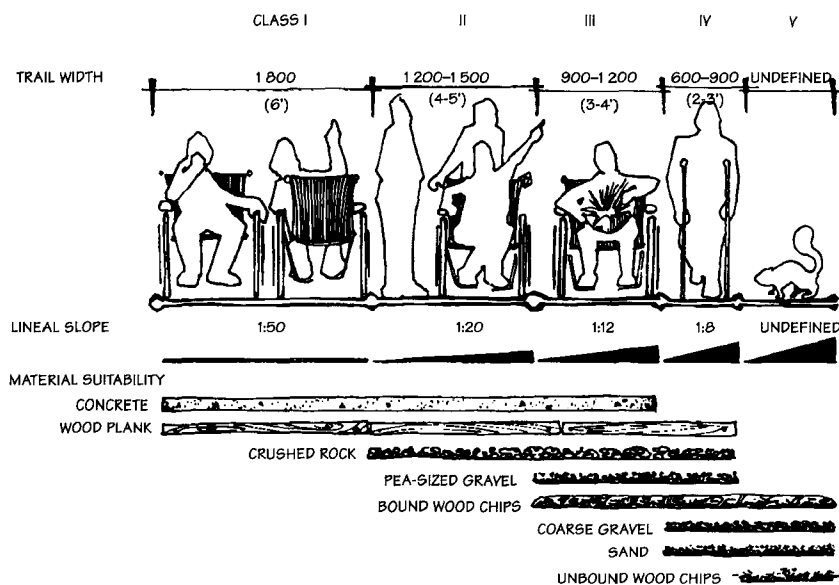 CLASS I II III IV V
TRAIL WIDTH 1 800 1 200–1 500 900–1 200 600–900 UNDEFINED
(6') (4-5') (3-4') (2-3')
LINEAL SLOPE 1:50 1:20 1:12 1:8 UNDEFINED
MATERIAL SUITABILITY
CONCRETE
WOOD PLANK
CRUSHED ROCK
PEA-SIZED GRAVEL
BOUND WOOD CHIPS
COARSE GRAVEL
SAND
UNBOUND WOOD CHIPS